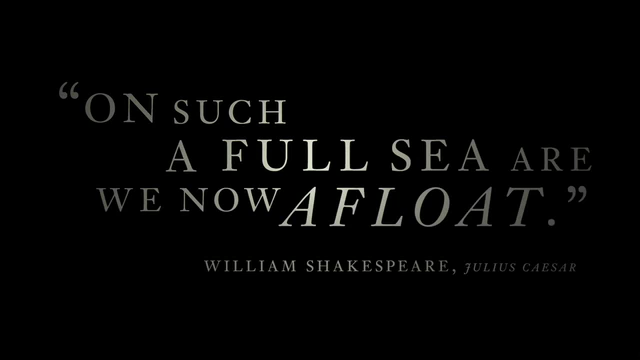 “ON SUCH
A FULL SEA ARE
WE NOW AFLOAT.”
WILLIAM SHAKESPEARE, JULIUS CAESAR